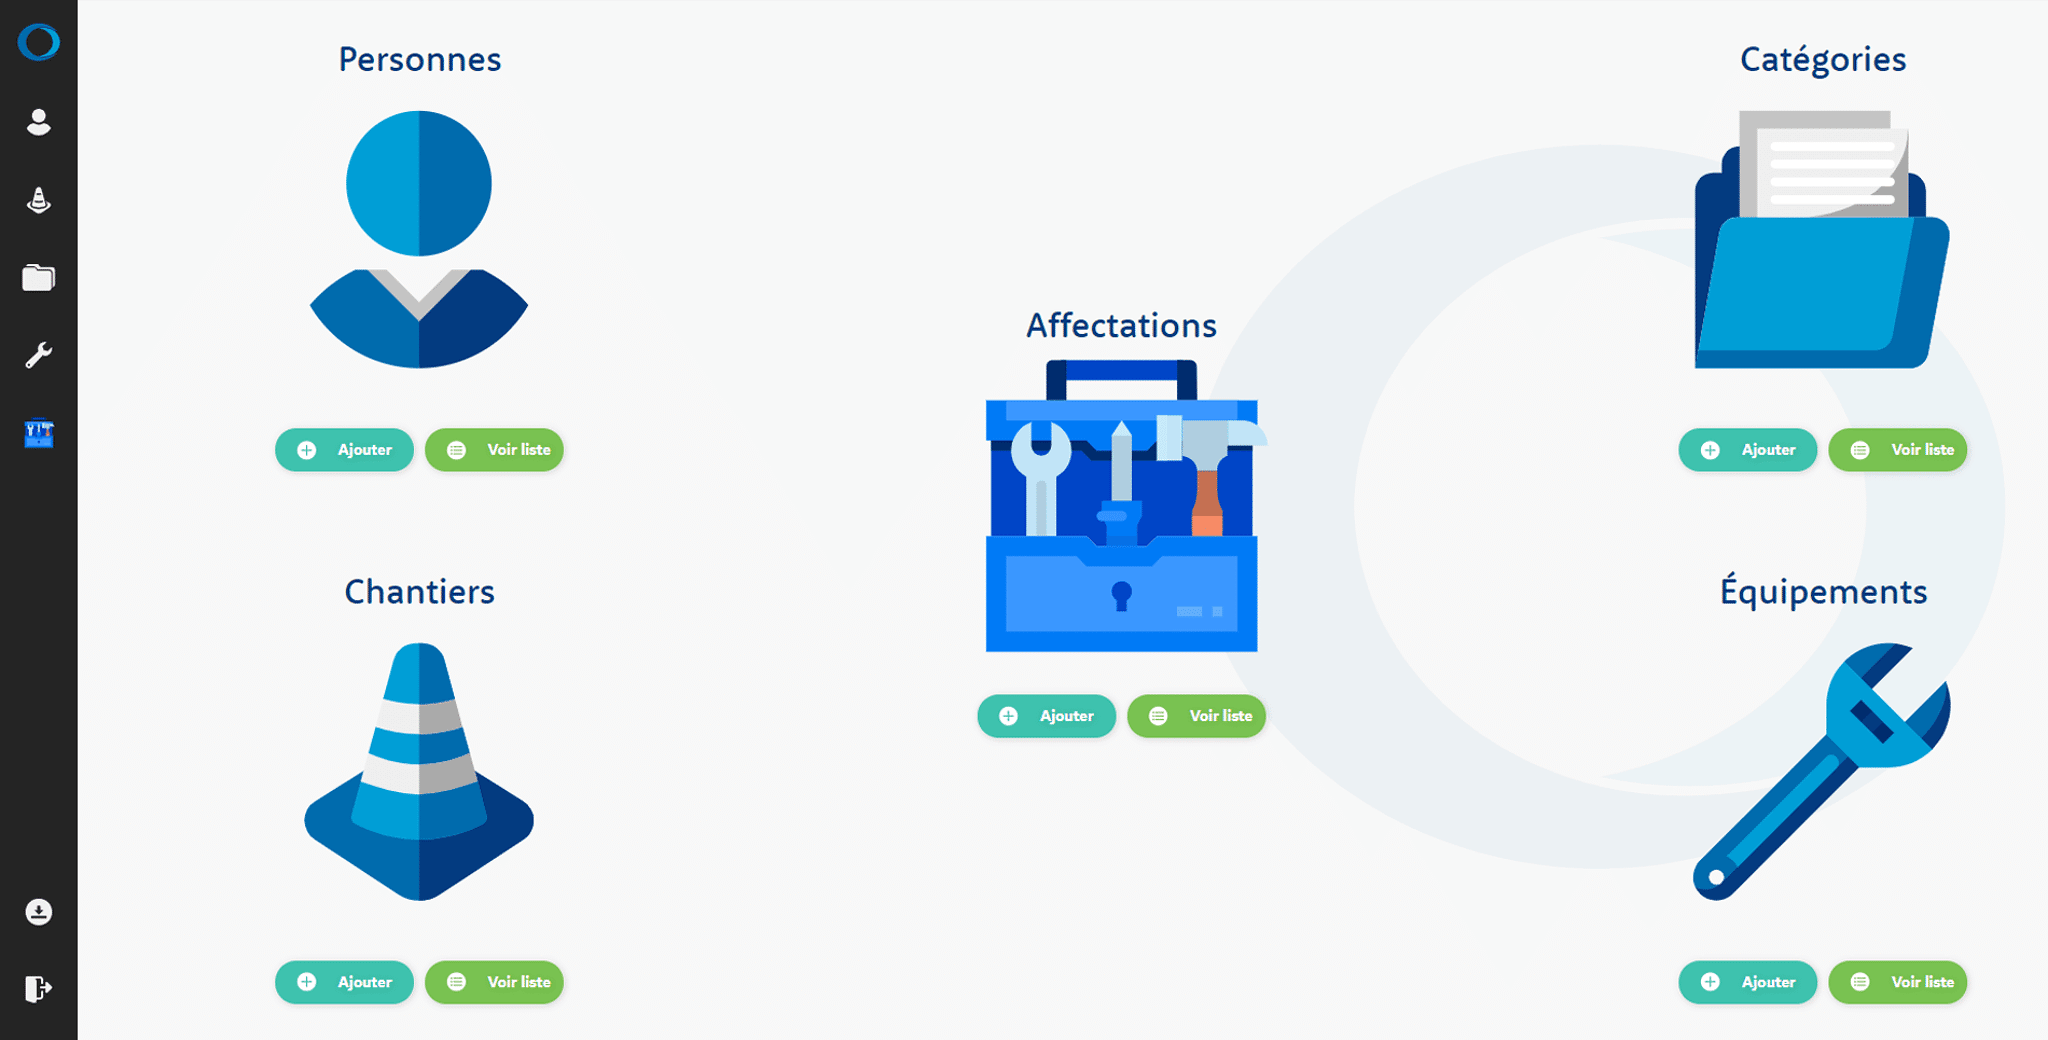 Personnes
Ajouter
Voir liste
Catégories
Ajouter
Voir liste
Affectations
Ajouter
Voir liste
Chantiers
Ajouter
Voir liste
Équipements
Ajouter
Voir liste